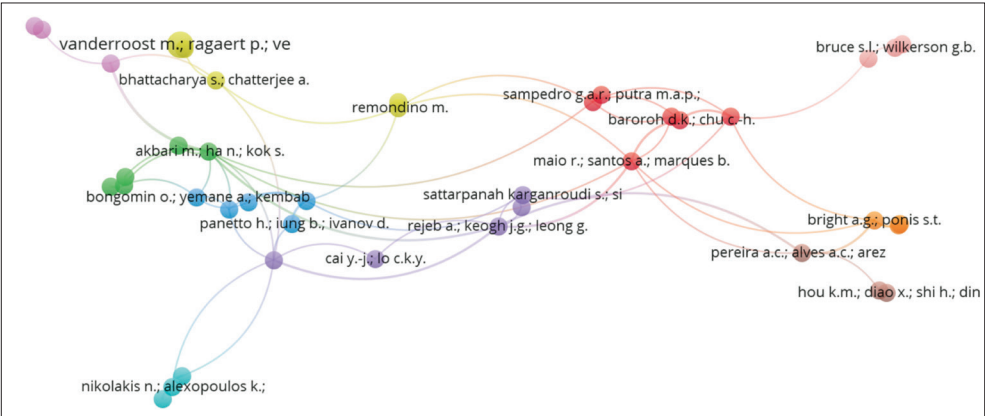 vanderroost m.; ragaert p.; ve
bruce s.l.; wilkerson g.b.
bhattacharya s.; chatterjee a.
sampedro g.a.r.; putra m.a.p.;
remondino m.
baroroh d.k.; chu c.-h.
akbari m.; ha n.; kok s.
maio r.; santos a.; marques b.
bongomin o.; yemane a.; kembab
sattarpanah karganroudi s.; si
panetto h.; iung b.; ivanov d.
rejeb a.; keogh j.g.; leong g.
bright a.g.; ponis s.t.
pereira a.c.; alves a.c.; arez
cai y.-j.; lo c.k.y.
hou k.m.; diao x.; shi h.; din
nikolakis n.; alexopoulos k.;